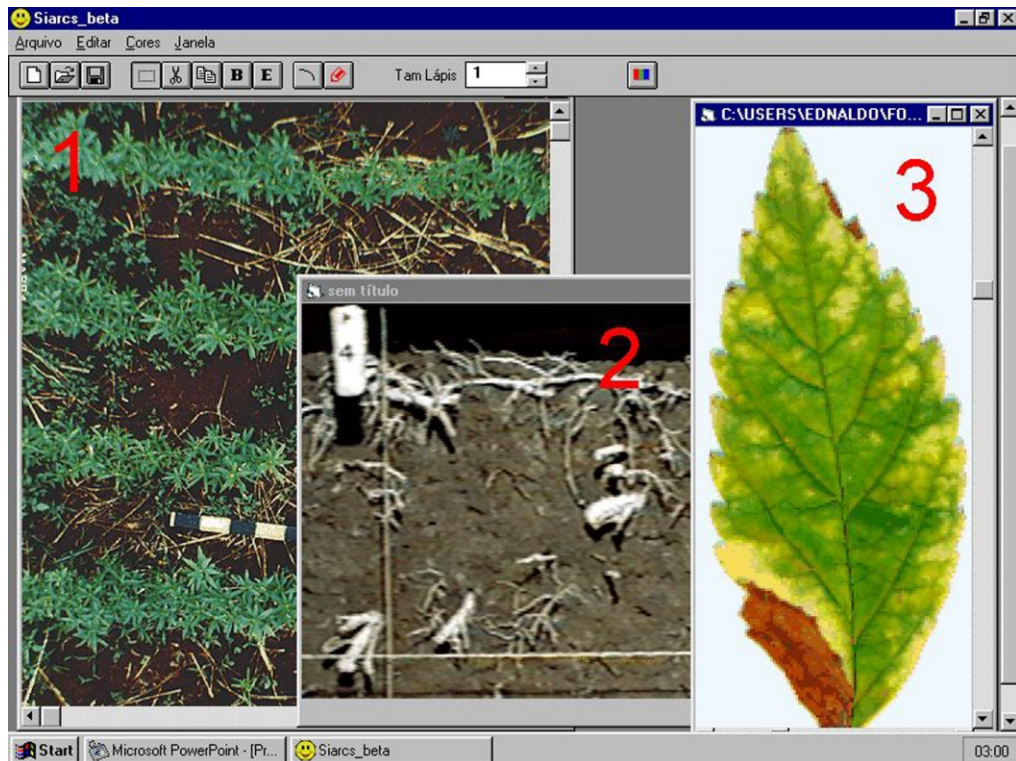 Siarcs_beta
Arquivo Editar Cores Janela
B E Tam Lápis 1
1
C:\USERS\EDNALDO\FO...
3
sem título
2
4
Start Microsoft PowerPoint - [Pr... Siarcs_beta 03:00